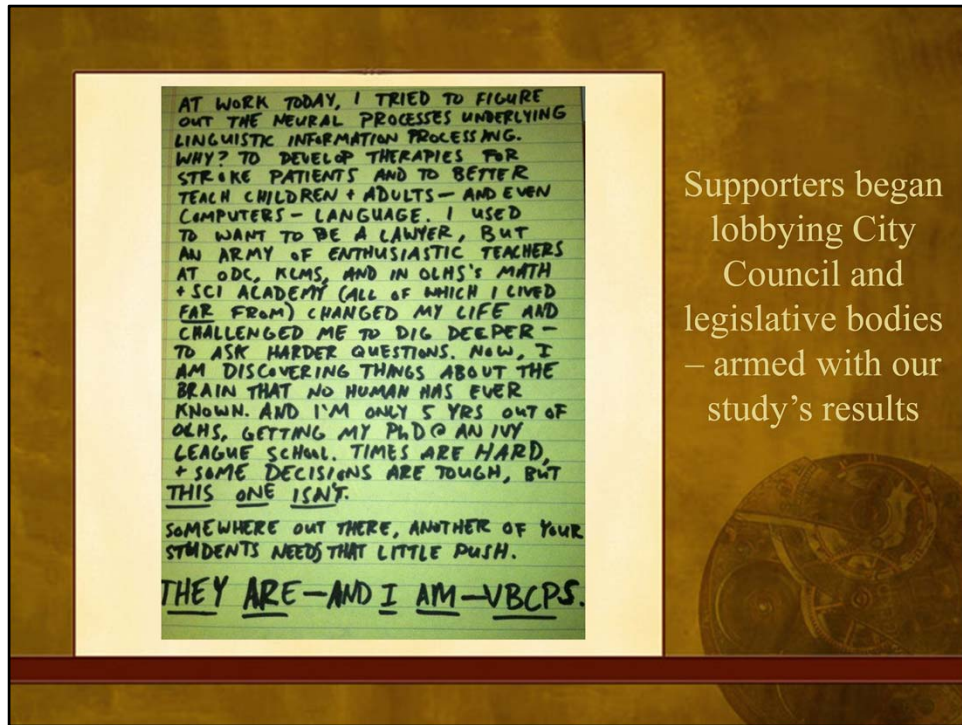 AT WORK TODAY, I TRIED TO FIGURE
OUT THE NEURAL PROCESSES UNDERLYING
LINGUISTIC INFORMATION PROCESSING.
WHY? TO DEVELOP THERAPIES FOR
STROKE PATIENTS AND TO BETTER
TEACH CHILDREN + ADULTS — AND EVEN
COMPUTERS — LANGUAGE. I USED
TO WANT TO BE A LAWYER, BUT
AN ARMY OF ENTHUSIASTIC TEACHERS
AT ODC, KLMS, AND IN OLHS'S MATH
+ SCI ACADEMY (ALL OF WHICH I LIVED
FAR FROM) CHANGED MY LIFE AND
CHALLENGED ME TO DIG DEEPER —
TO ASK HARDER QUESTIONS. NOW, I
AM DISCOVERING THINGS ABOUT THE
BRAIN THAT NO HUMAN HAS EVER
KNOWN. AND I'M ONLY 5 YRS OUT OF
OLHS, GETTING MY PhD @ AN IVY
LEAGUE SCHOOL. TIMES ARE HARD,
+ SOME DECISIONS ARE TOUGH, BUT
THIS ONE ISN'T.
SOMEWHERE OUT THERE, ANOTHER OF YOUR
STUDENTS NEEDS THAT LITTLE PUSH.
THEY ARE — AND I AM — VBCPS.
Supporters began
lobbying City
Council and
legislative bodies
– armed with our
study's results